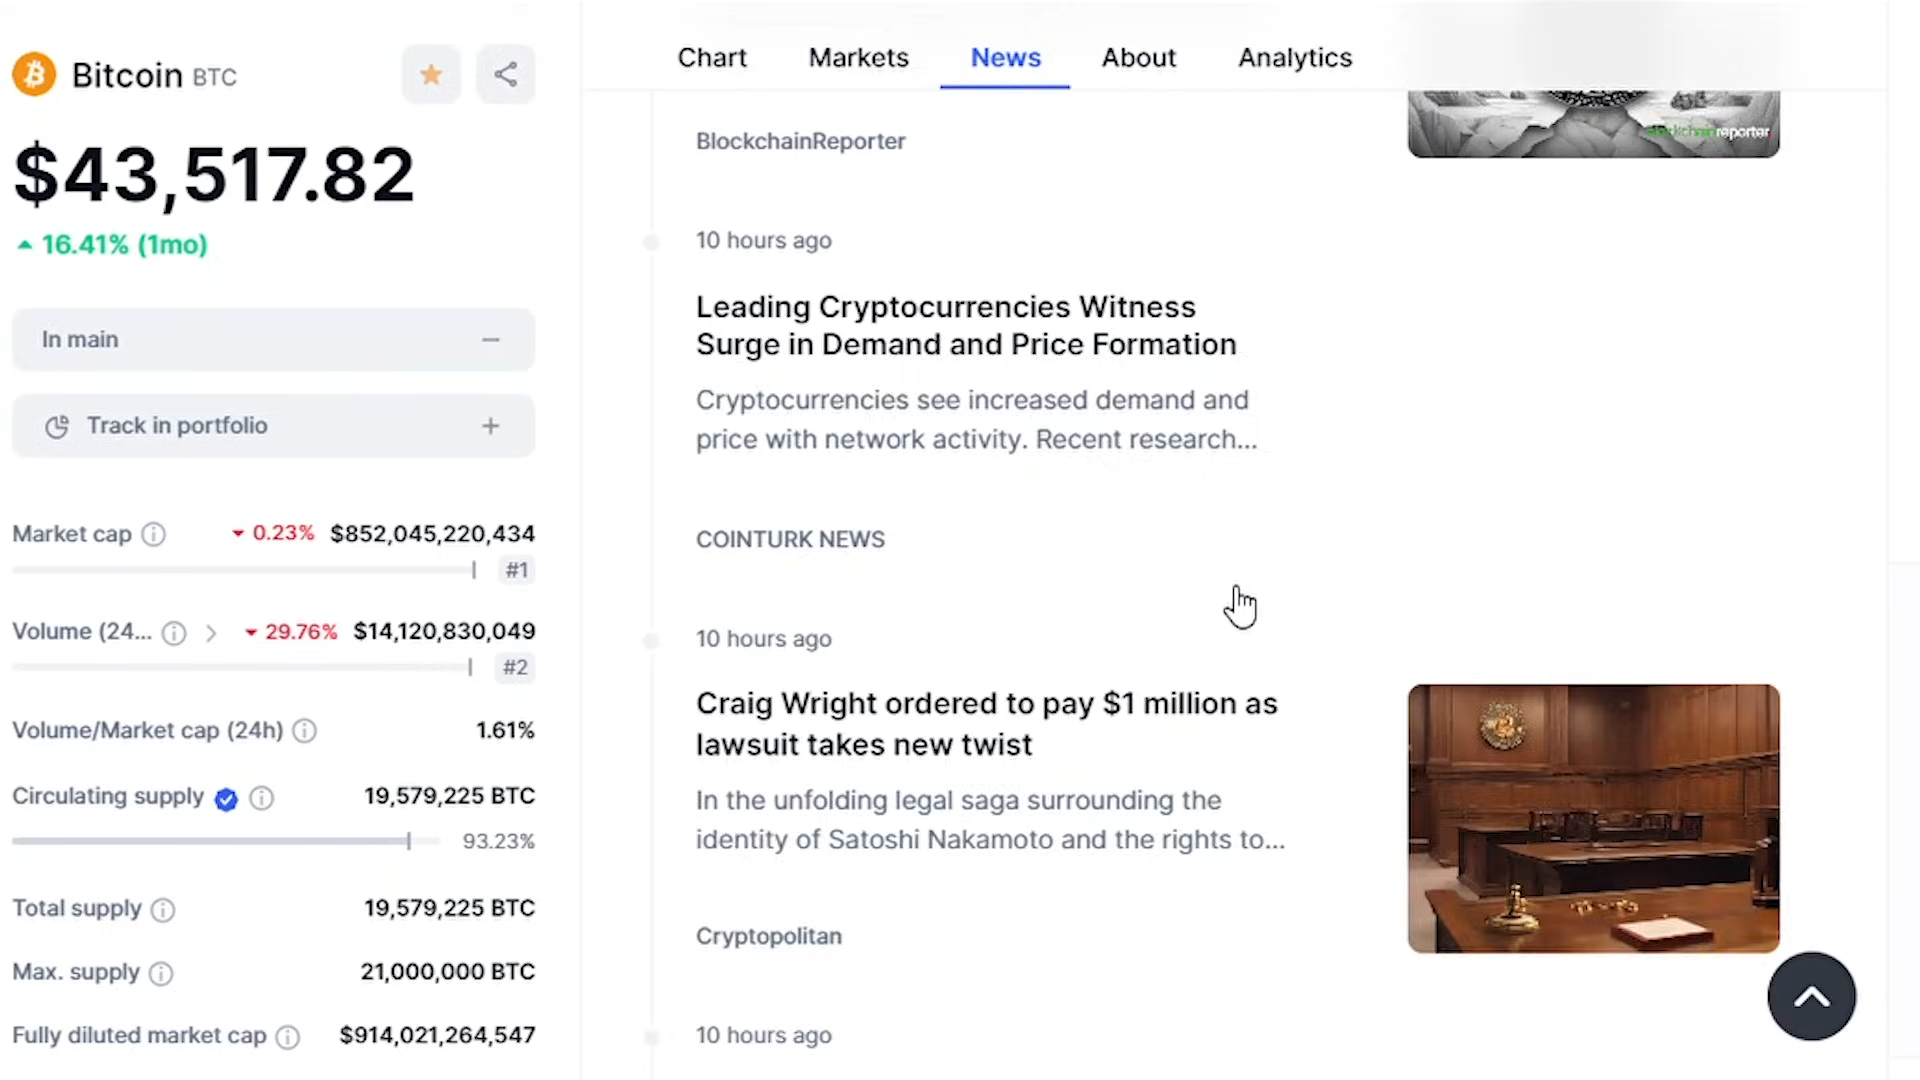 Bitcoin BTC
$43,517.82
16.41% (1mo)
In main
Track in portfolio
Market cap 0.23% $852,045,220,434
#1
Volume (24... 29.76% $14,120,830,049
#2
Volume/Market cap (24h) 1.61%
Circulating supply 19,579,225 BTC
93.23%
Total supply 19,579,225 BTC
Max. supply 21,000,000 BTC
Fully diluted market cap $914,021,264,547
Chart Markets News About Analytics
BlockchainReporter
blockchainreporter
10 hours ago
Leading Cryptocurrencies Witness
Surge in Demand and Price Formation
Cryptocurrencies see increased demand and
price with network activity. Recent research...
COINTURK NEWS
10 hours ago
Craig Wright ordered to pay $1 million as
lawsuit takes new twist
In the unfolding legal saga surrounding the
identity of Satoshi Nakamoto and the rights to...
Cryptopolitan
10 hours ago